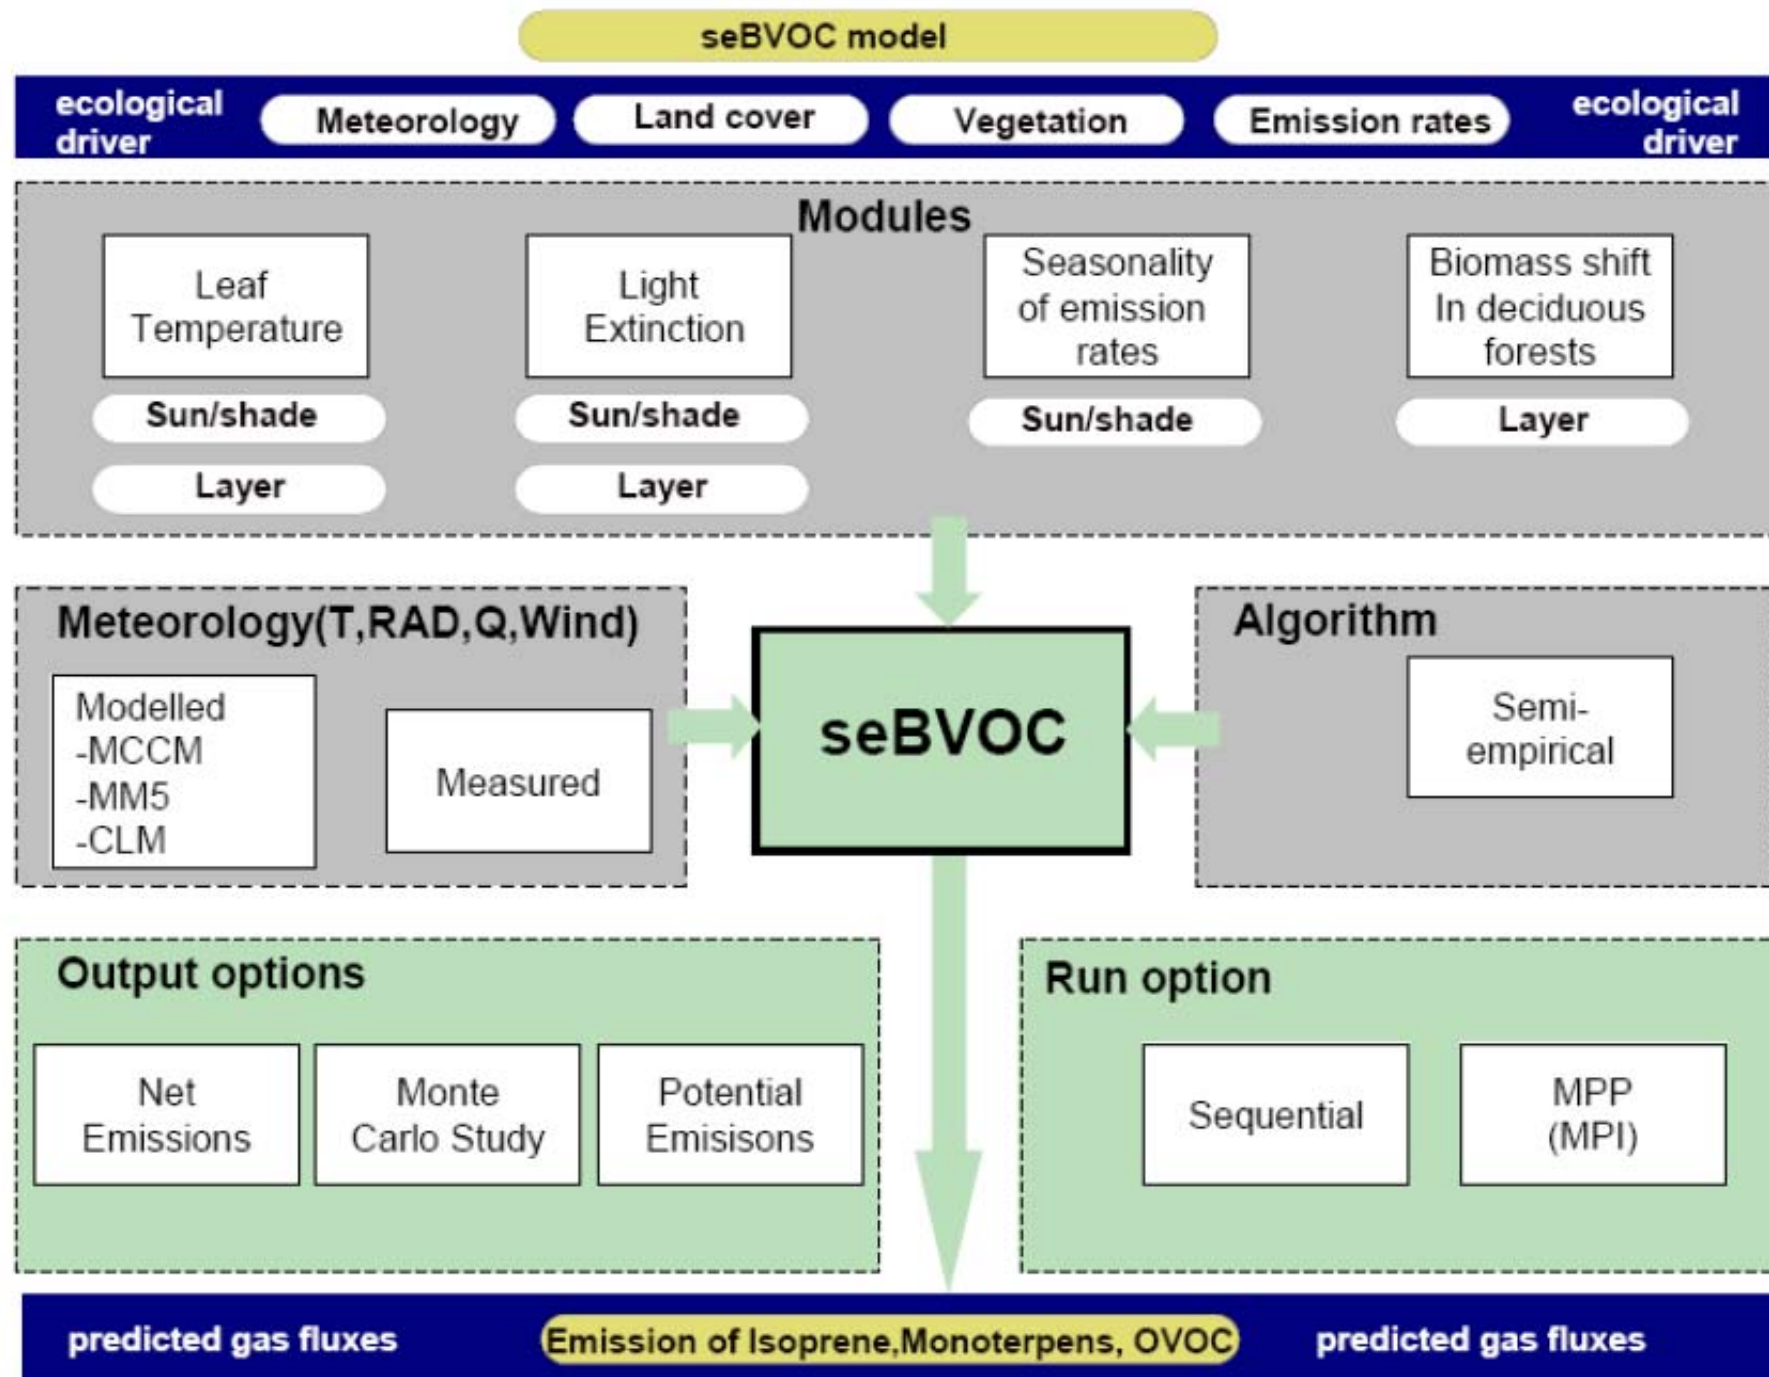 seBVOC model
ecological
driver
Meteorology
Land cover
Vegetation
Emission rates
ecological
driver
Modules
Leaf
Temperature
Sun/shade
Layer
Light
Extinction
Sun/shade
Layer
Seasonality
of emission
rates
Sun/shade
Biomass shift
In deciduous
forests
Layer
Meteorology(T,RAD,Q,Wind)
Modelled
-MCCM
-MM5
-CLM
Measured
seBVOC
Algorithm
Semi-
empirical
Output options
Net
Emissions
Monte
Carlo Study
Potential
Emisisons
Run option
Sequential
MPP
(MPI)
predicted gas fluxes
Emission of Isoprene,Monoterpens, OVOC
predicted gas fluxes